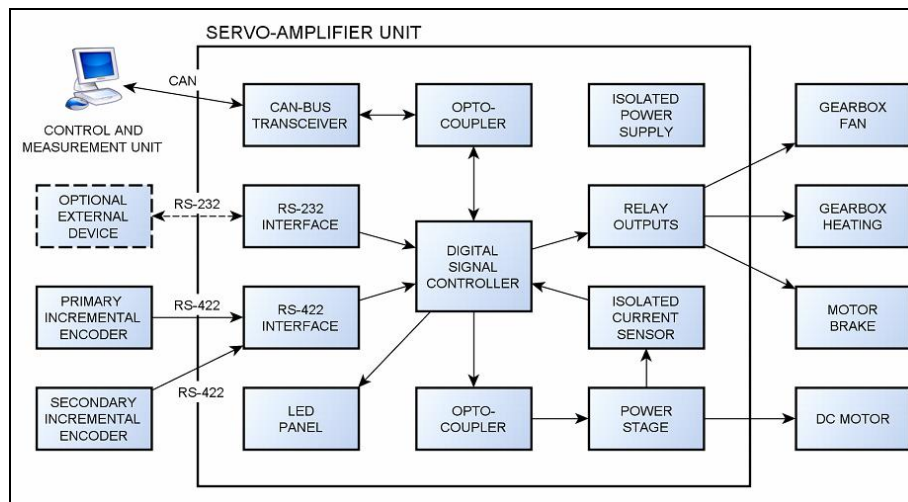 SERVO-AMPLIFIER UNIT
CAN
CONTROL AND
MEASUREMENT UNIT
CAN-BUS
TRANSCEIVER
OPTO-
COUPLER
ISOLATED
POWER
SUPPLY
GEARBOX
FAN
OPTIONAL
EXTERNAL
DEVICE
RS-232
RS-232
INTERFACE
DIGITAL
SIGNAL
CONTROLLER
RELAY
OUTPUTS
GEARBOX
HEATING
PRIMARY
INCREMENTAL
ENCODER
RS-422
RS-422
INTERFACE
ISOLATED
CURRENT
SENSOR
MOTOR
BRAKE
SECONDARY
INCREMENTAL
ENCODER
RS-422
LED
PANEL
OPTO-
COUPLER
POWER
STAGE
DC MOTOR